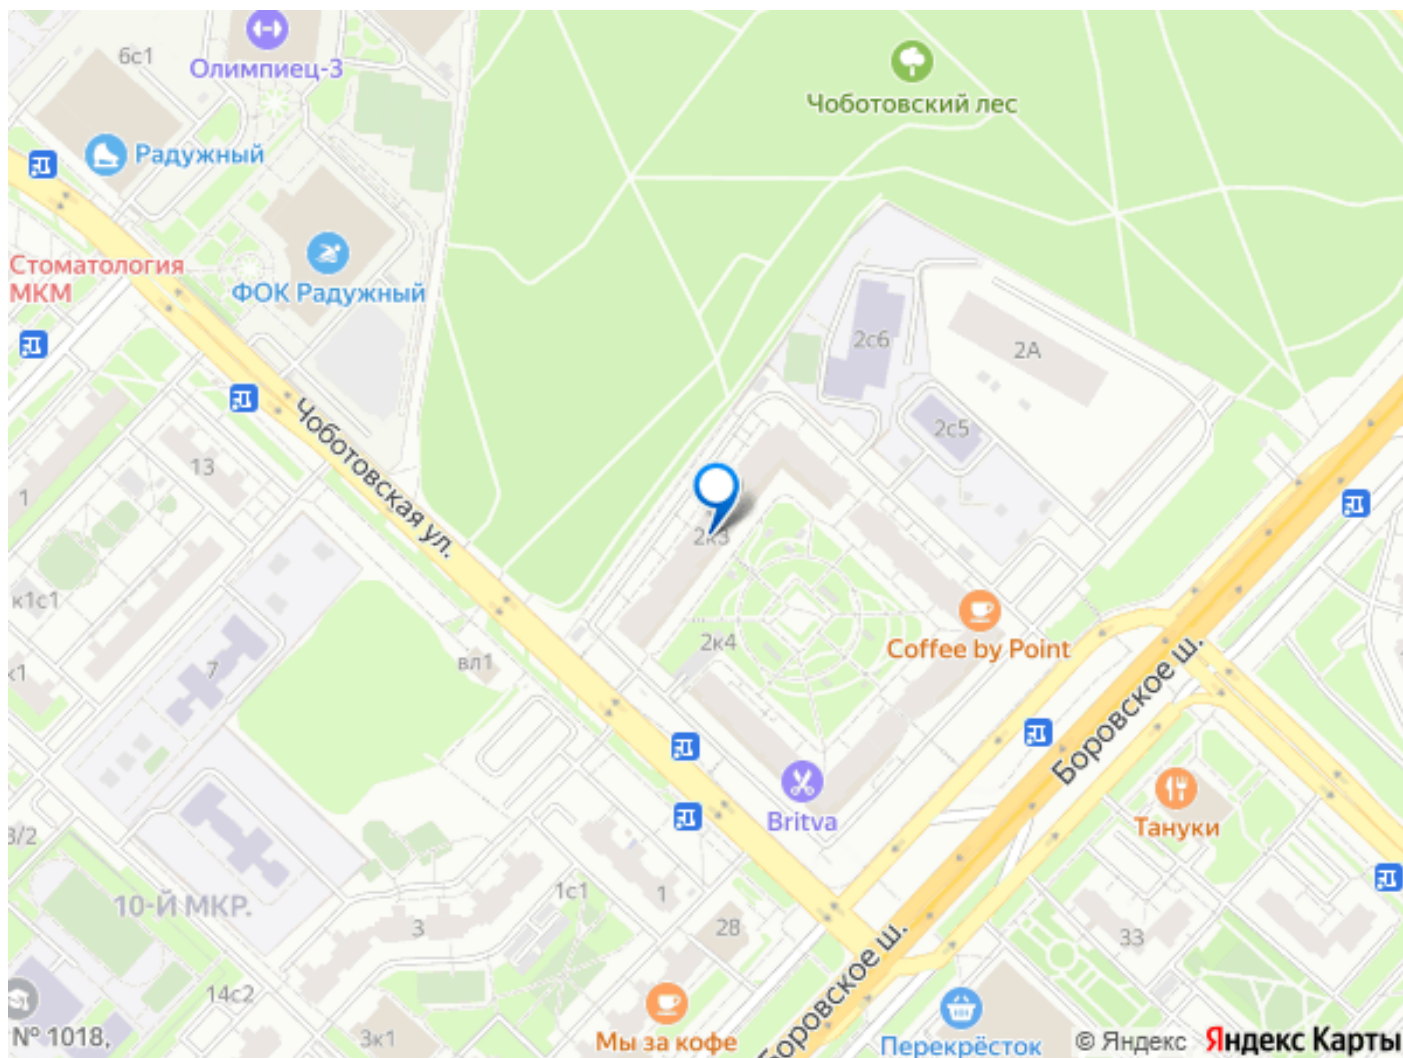 6с1
Олимпиец-3
Чоботовский лес
Радужный
Стоматология
МКМ
ФОК Радужный
2с6
2А
Чоботовская ул.
2с5
13
1
2к3
к1с1
Coffee by Point
2к4
вл1
7
к1
Боровское ш.
Britva
Тануки
3/2
10-Й МКР.
1с1
1
3
2В
33
Боровское ш.
14с2
№ 1018,
3к1
Мы за кофе
Перекрёсток
© Яндекс
Яндекс Карты